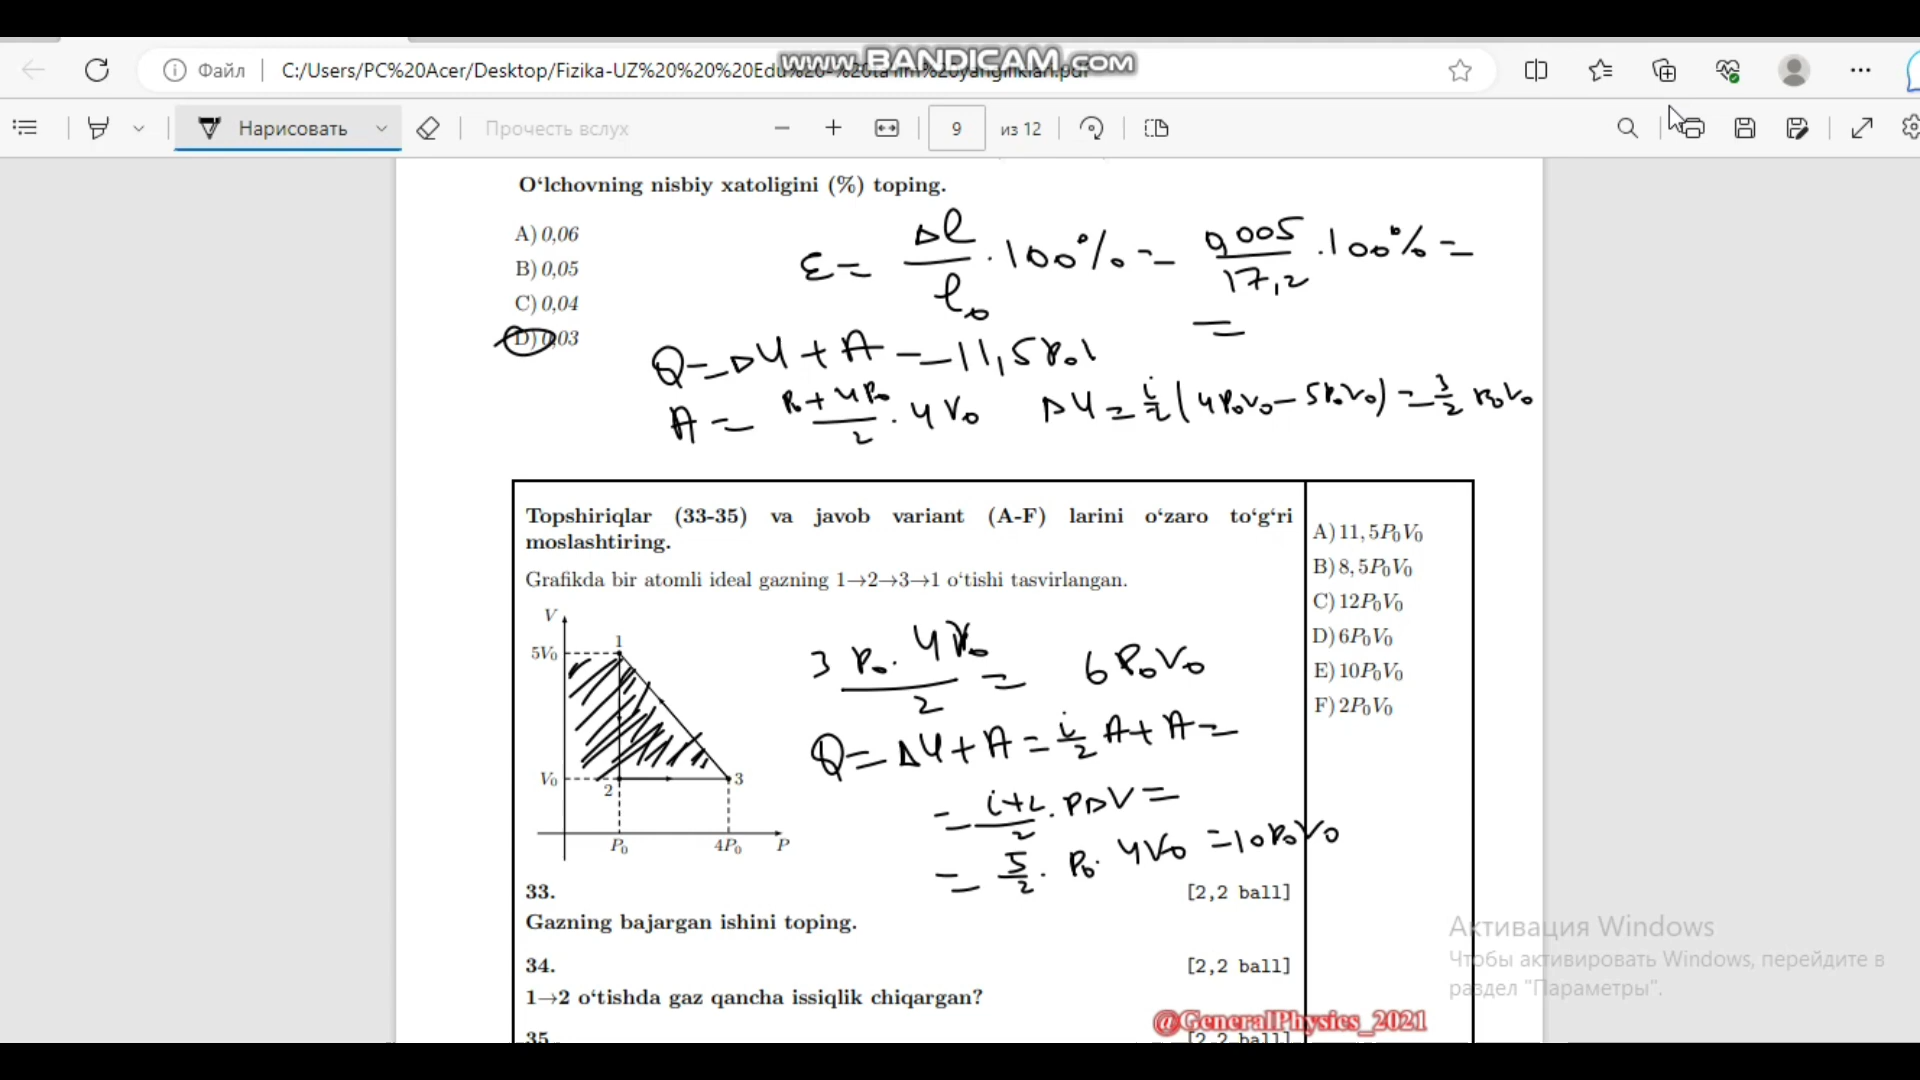 www.BANDICAM.com
Файл
C:/Users/PC%20Acer/Desktop/Fizika-UZ%20%20%20Edu
Нарисовать
Прочесть вслух
9
из 12
O‘lchovning nisbiy xatoligini (%) toping.
A) 0,06
B) 0,05
C) 0,04
D) 0,03
ε = Δl / l₀ · 100% = 0,005 / 17,2 · 100% =
=
Q = ΔU + A = -11,5P₀V
A = P₀ + 4P₀ / 2 · 4V₀ ΔU = i/2 (4P₀V₀ - 5P₀V₀) = 3/2 P₀V₀
Topshiriqlar (33-35) va javob variant (A-F) larini o‘zaro to‘g‘ri
moslashtiring.
Grafikda bir atomli ideal gazning 1→2→3→1 o‘tishi tasvirlangan.
A) 11, 5P₀V₀
B) 8, 5P₀V₀
C) 12P₀V₀
D) 6P₀V₀
E) 10P₀V₀
F) 2P₀V₀
V
1
5V₀
V₀
2
3
P₀
4P₀
P
3P₀ · 4V₀ / 2 = 6P₀V₀
Q = ΔU + A = i/2 A + A =
= i+2 / 2 · PΔV =
= 5/2 · P₀ · 4V₀ = 10P₀V₀
33.
[2,2 ball]
Gazning bajargan ishini toping.
34.
[2,2 ball]
1→2 o‘tishda gaz qancha issiqlik chiqargan?
35.
[2,2 ball]
Активация Windows
Чтобы активировать Windows, перейдите в
раздел "Параметры".
@GeneralPhysics_2021